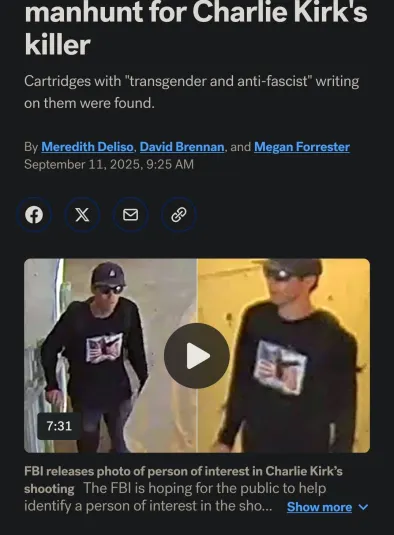 manhunt for Charlie Kirk's
killer
Cartridges with "transgender and anti-fascist" writing
on them were found.
By Meredith Deliso, David Brennan, and Megan Forrester
September 11, 2025, 9:25 AM
7:31
FBI releases photo of person of interest in Charlie Kirk's
shooting The FBI is hoping for the public to help
identify a person of interest in the sho... Show more